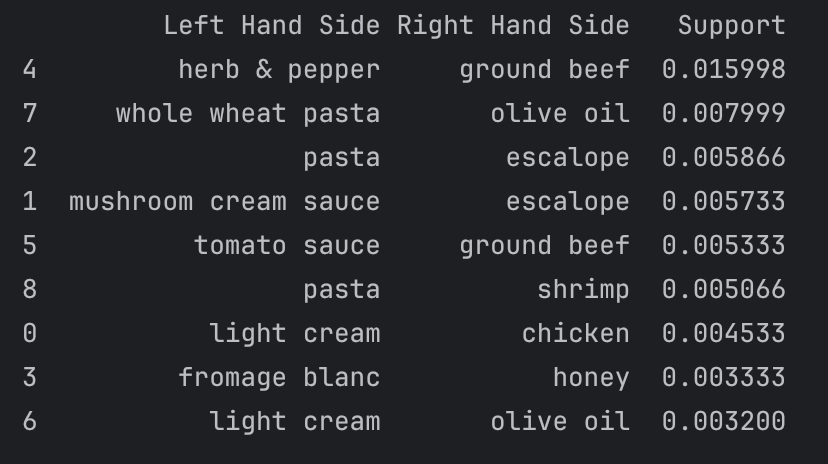 Left Hand Side Right Hand Side Support
4 herb & pepper ground beef 0.015998
7 whole wheat pasta olive oil 0.007999
2 pasta escalope 0.005866
1 mushroom cream sauce escalope 0.005733
5 tomato sauce ground beef 0.005333
8 pasta shrimp 0.005066
0 light cream chicken 0.004533
3 fromage blanc honey 0.003333
6 light cream olive oil 0.003200